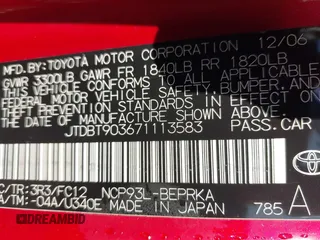 MFD. BY: TOYOTA MOTOR CORPORATION 12/06
GVWR 3300LB GAWR FR 1840LB RR 1820LB
THIS VEHICLE CONFORMS TO ALL APPLICABLE
FEDERAL MOTOR VEHICLE SAFETY, BUMPER, AND
THEFT PREVENTION STANDARDS IN EFFECT ON THE DATE OF
MANUFACTURE SHOWN ABOVE.
JTDBT903671113583 PASS.CAR
C/TR: 3R3/FC12 NCP93L-BEPRKA
A/TM: -04A/U340E MADE IN JAPAN 785 A
TOYOTA
BIDCARS